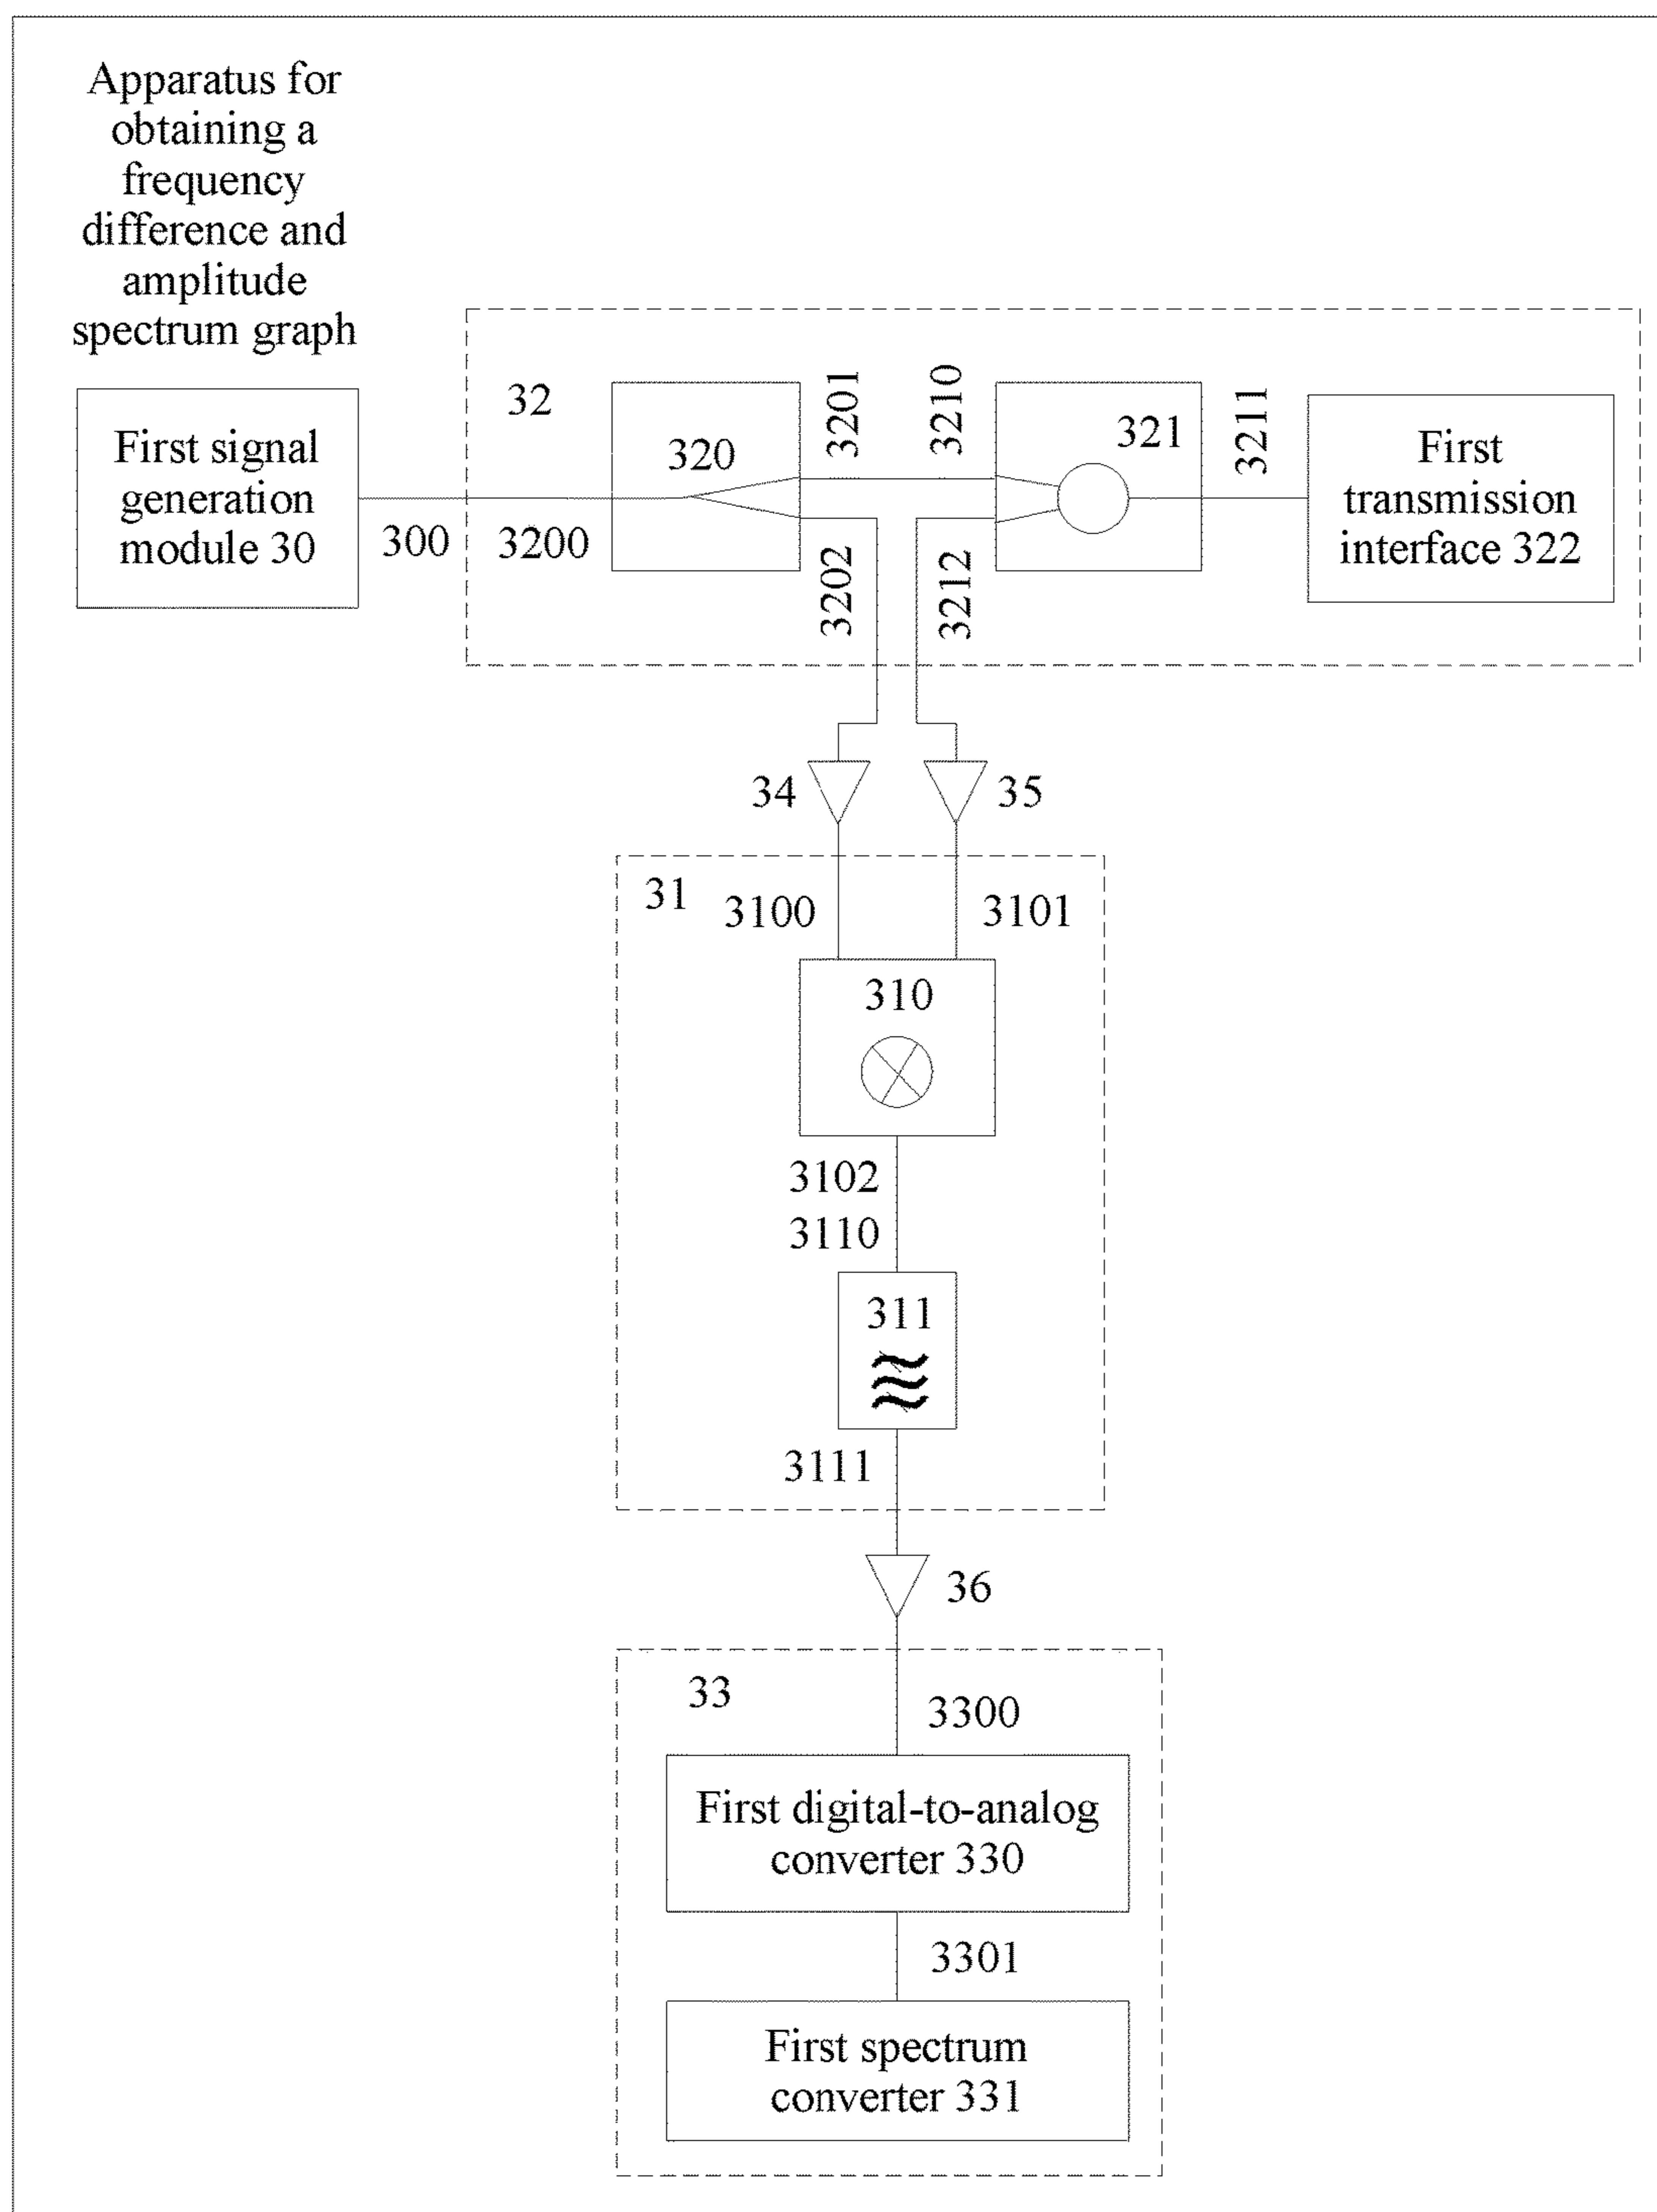 Apparatus for
obtaining a
frequency
difference and
amplitude
spectrum graph
First signal
generation
module 30
300
32
3200
320
3201
3202
3210
3212
321
3211
First
transmission
interface 322
34
35
31
3100
3101
310
3102
3110
311
3111
36
33
3300
First digital-to-analog
converter 330
3301
First spectrum
converter 331